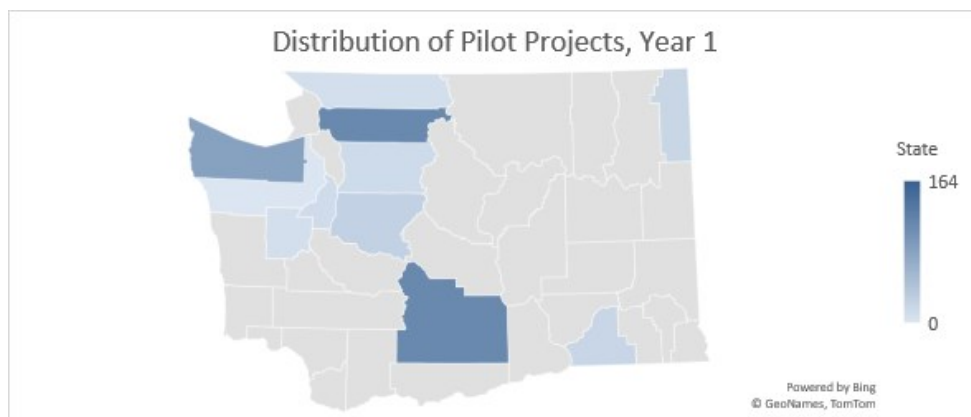 Distribution of Pilot Projects, Year 1
State
164
0
Powered by Bing
© GeoNames, TomTom